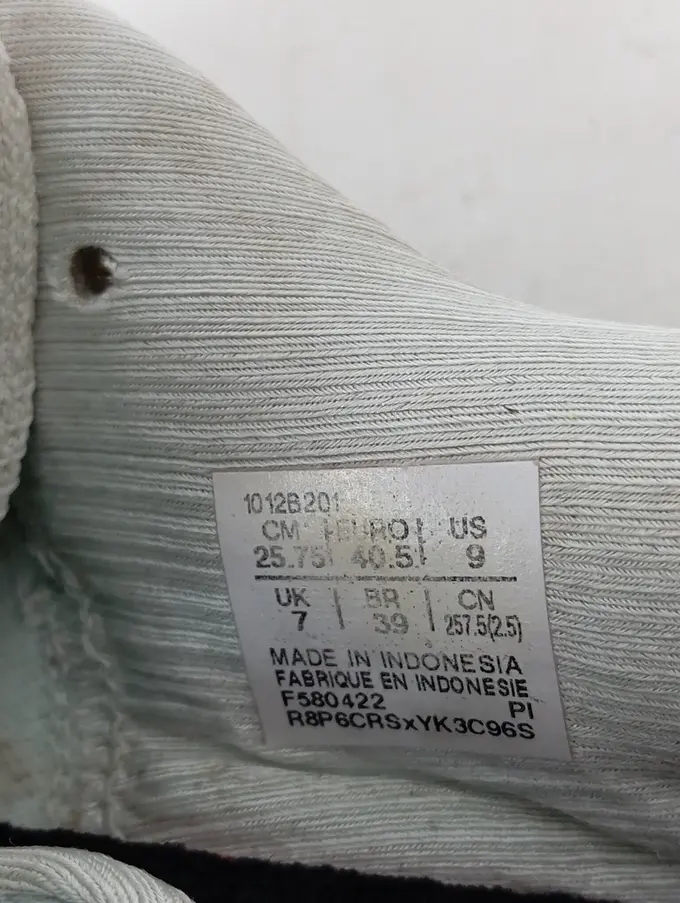 1012B201
CM | EURO | US
25.75 | 40.5 | 9
UK | BR | CN
7 | 39 | 257.5(2.5)
MADE IN INDONESIA
FABRIQUE EN INDONESIE
F580422 PI
R8P6CRSxYK3C96S